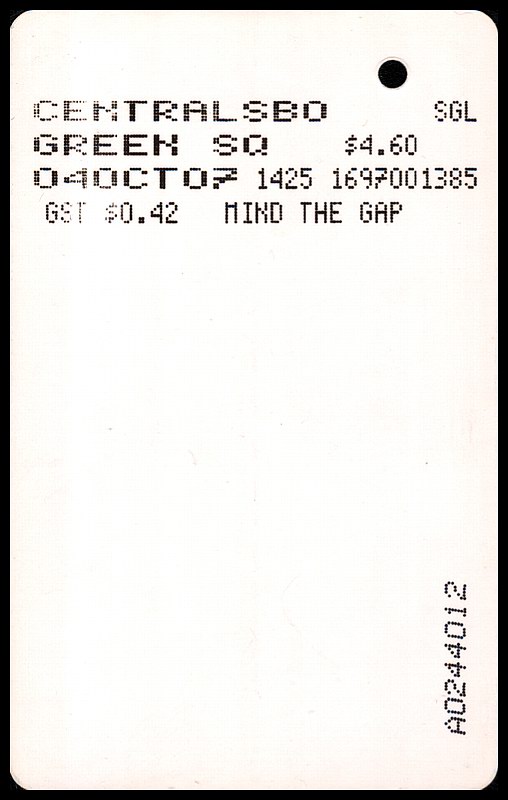 CENTRALSBO SGL
GREEN SQ $4.60
04OCT07 1425 1697001385
GST $0.42 MIND THE GAP
A0244012